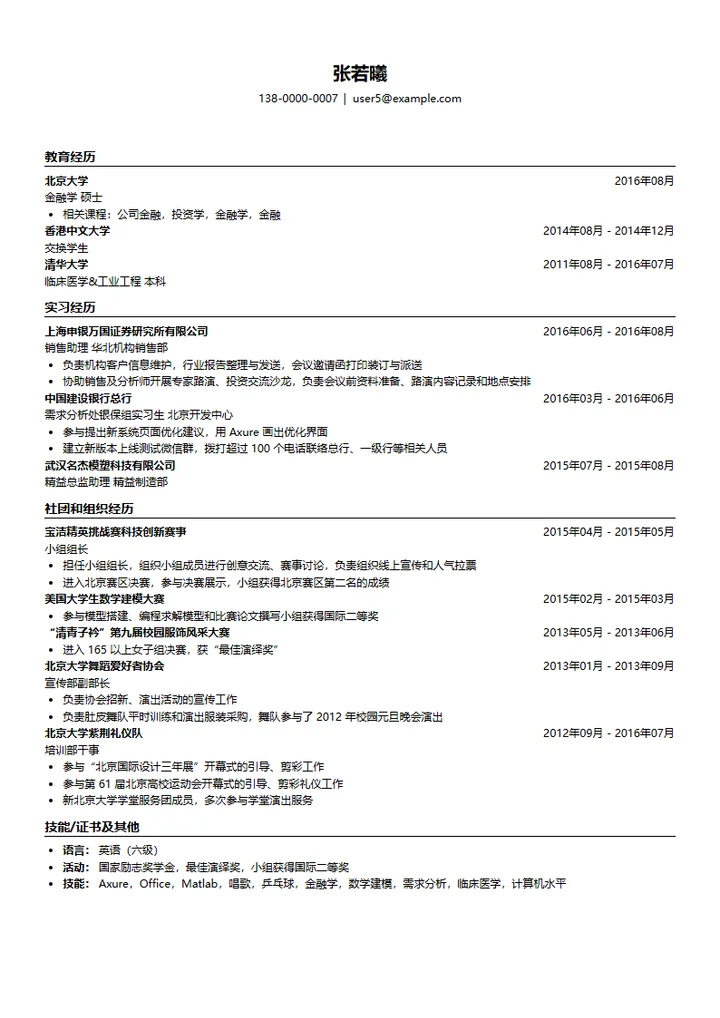 张若曦
138-0000-0007 | user5@example.com
教育经历
北京大学 2016年08月
金融学 硕士
• 相关课程：公司金融，投资学，金融学，金融
香港中文大学 2014年08月 - 2014年12月
交换学生
清华大学 2011年08月 - 2016年07月
临床医学&工业工程 本科
实习经历
上海申银万国证券研究所有限公司 2016年06月 - 2016年08月
销售助理 华北机构销售部
• 负责机构客户信息维护，行业报告整理与发送，会议邀请函打印装订与派送
• 协助销售及分析师开展专家路演、投资交流沙龙，负责会议前资料准备、路演内容记录和地点安排
中国建设银行总行 2016年03月 - 2016年06月
需求分析处银保组实习生 北京开发中心
• 参与提出新系统页面优化建议，用 Axure 画出优化界面
• 建立新版本上线测试微信群，拨打超过 100 个电话联络总行、一级行等相关人员
武汉名杰模塑科技有限公司 2015年07月 - 2015年08月
精益总监助理 精益制造部
社团和组织经历
宝洁精英挑战赛科技创新赛事 2015年04月 - 2015年05月
小组组长
• 担任小组组长，组织小组成员进行创意交流、赛事讨论，负责组织线上宣传和人气拉票
• 进入北京赛区决赛，参与决赛展示，小组获得北京赛区第二名的成绩
美国大学生数学建模大赛 2015年02月 - 2015年03月
• 参与模型搭建、编程求解模型和比赛论文撰写小组获得国际二等奖
“清青子衿”第九届校园服饰风采大赛 2013年05月 - 2013年06月
• 进入 165 以上女子组决赛，获“最佳演绎奖”
北京大学舞蹈爱好者协会 2013年01月 - 2013年09月
宣传部副部长
• 负责协会招新、演出活动的宣传工作
• 负责肚皮舞队平时训练和演出服装采购，舞队参与了 2012 年校园元旦晚会演出
北京大学紫荆礼仪队 2012年09月 - 2016年07月
培训部干事
• 参与“北京国际设计三年展”开幕式的引导、剪彩工作
• 参与第 61 届北京高校运动会开幕式的引导、剪彩礼仪工作
• 新北京大学学堂服务团成员，多次参与学堂演出服务
技能/证书及其他
• 语言： 英语（六级）
• 活动： 国家励志奖学金，最佳演绎奖，小组获得国际二等奖
• 技能： Axure，Office，Matlab，唱歌，乒乓球，金融学，数学建模，需求分析，临床医学，计算机水平